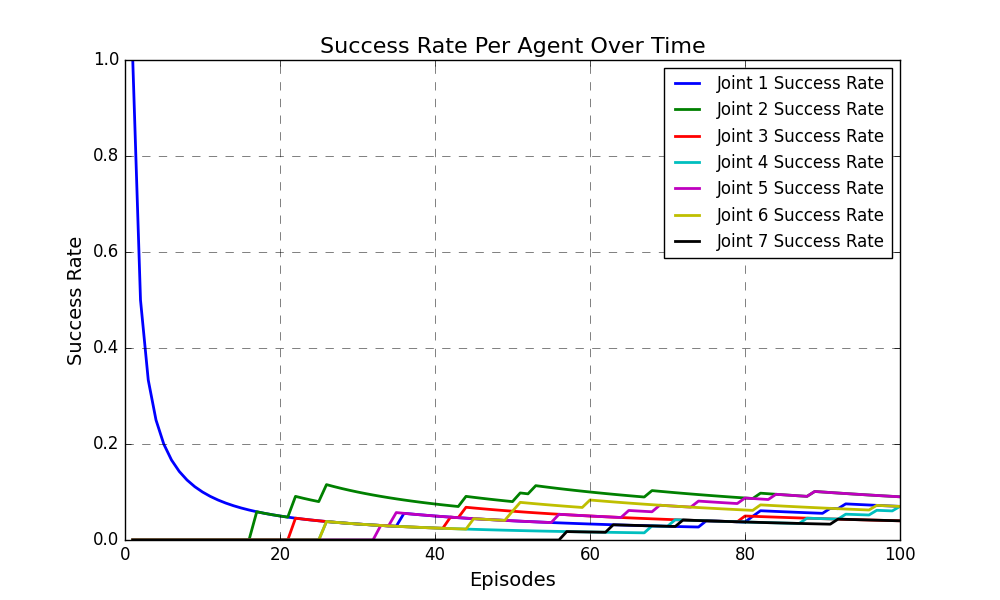 Success Rate Per Agent Over Time
1.0
0.8
0.6
0.4
0.2
0.0
Success Rate
Joint 1 Success Rate
Joint 2 Success Rate
Joint 3 Success Rate
Joint 4 Success Rate
Joint 5 Success Rate
Joint 6 Success Rate
Joint 7 Success Rate
0 20 40 60 80 100
Episodes